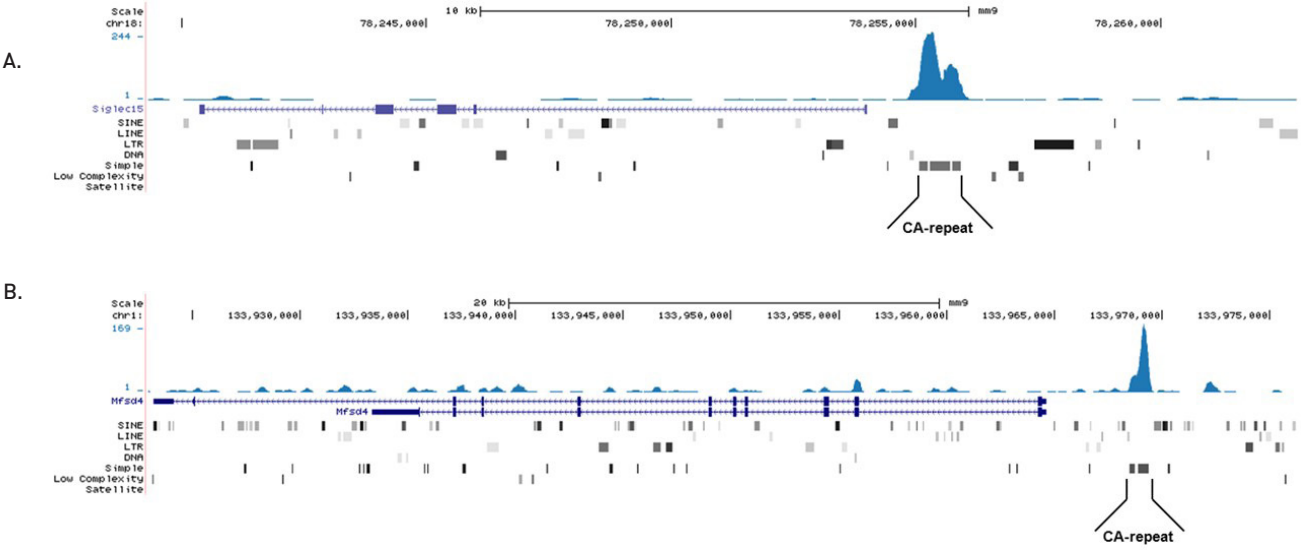 A.
Scale 10 kb mm9
chr18: 78,245,000 78,250,000 78,255,000 78,260,000
244
1
Siglec15
SINE
LINE
LTR
DNA
Simple
Low Complexity
Satellite
CA-repeat
B.
Scale 20 kb mm9
chr1: 133,930,000 133,935,000 133,940,000 133,945,000 133,950,000 133,955,000 133,960,000 133,965,000 133,970,000 133,975,000
169
1
Mfsd4
Mfsd4
SINE
LINE
LTR
DNA
Simple
Low Complexity
Satellite
CA-repeat